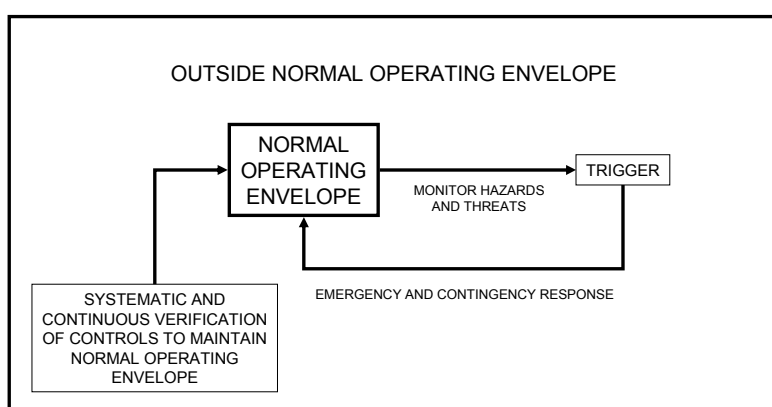 OUTSIDE NORMAL OPERATING ENVELOPE
NORMAL
OPERATING
ENVELOPE
TRIGGER
MONITOR HAZARDS
AND THREATS
EMERGENCY AND CONTINGENCY RESPONSE
SYSTEMATIC AND
CONTINUOUS VERIFICATION
OF CONTROLS TO MAINTAIN
NORMAL OPERATING
ENVELOPE